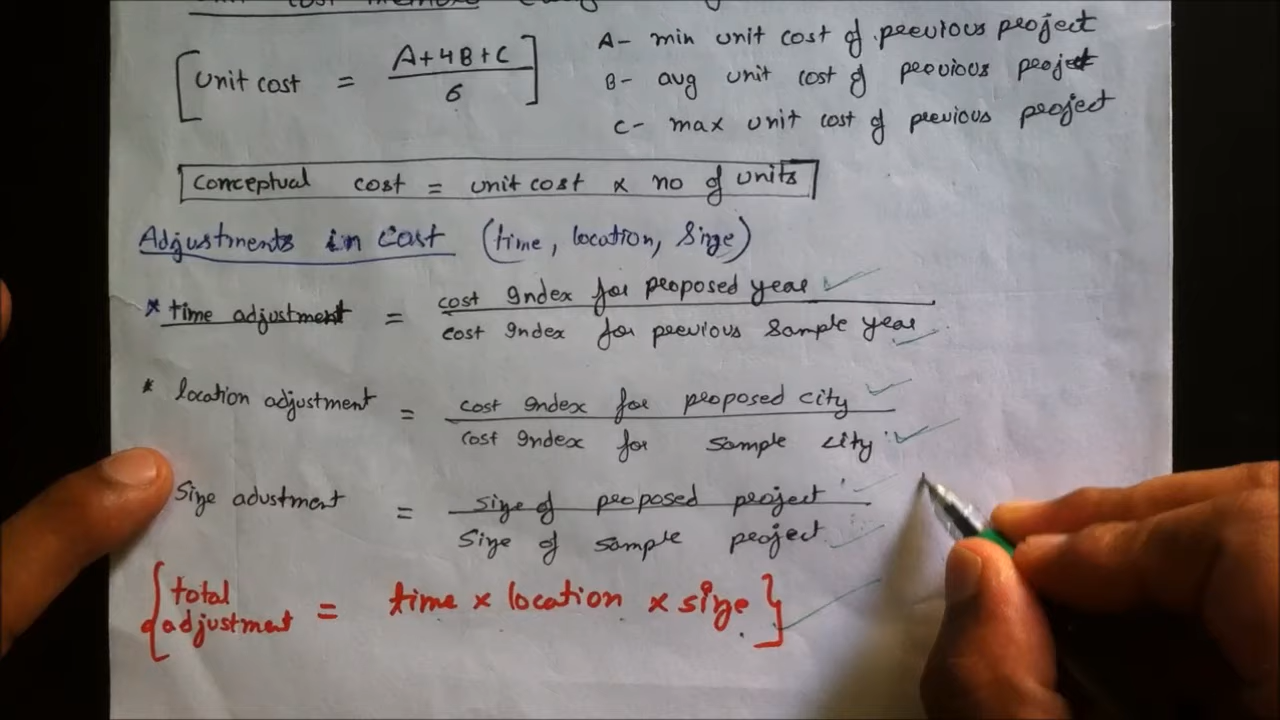 unit cost = A+4B+C / 6
A- min unit cost of previous project
B- avg unit cost of previous project
C- max unit cost of previous project
Conceptual cost = unit cost x no of units
Adjustments in cost (time, location, Size)
* time adjustment = cost Index for proposed year
cost Index for previous Sample year
* location adjustment = cost Index for proposed city
cost Index for sample city
Size adustment = size of proposed project
Size of sample project
total adjustment = time x location x size